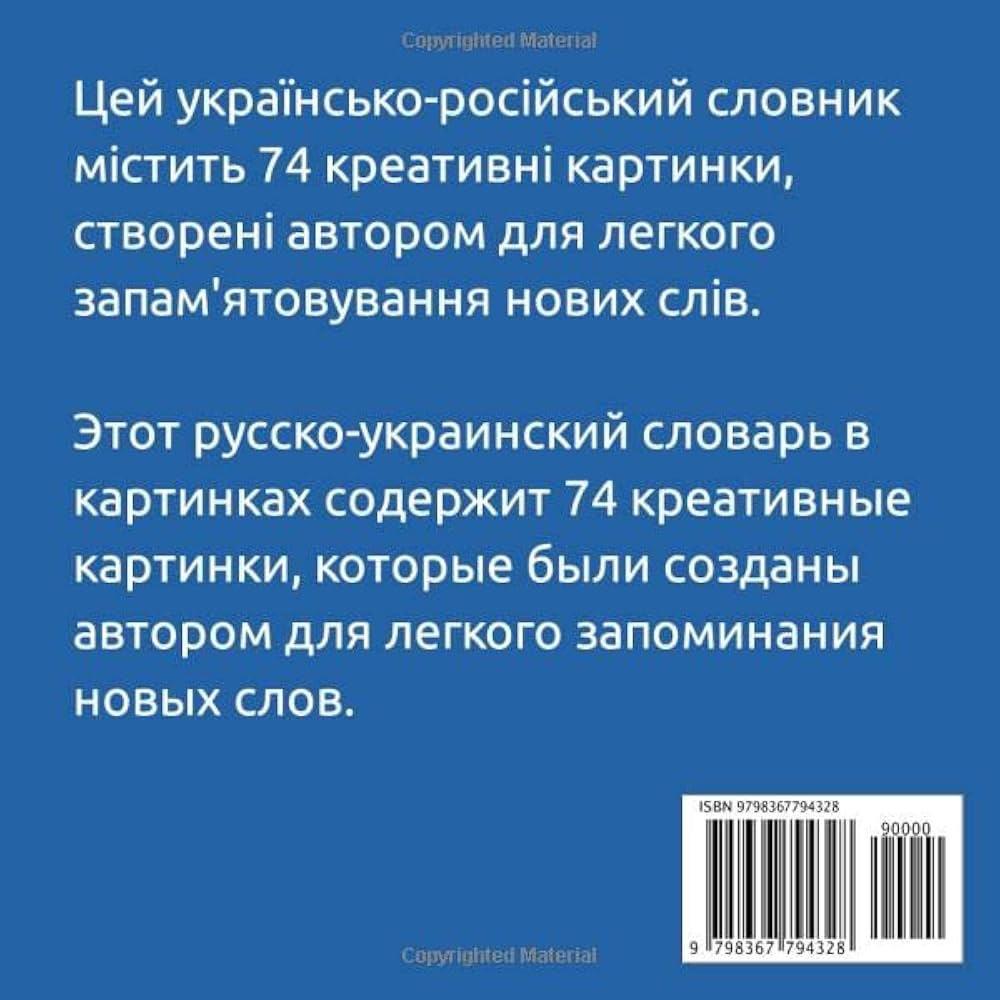 Copyrighted Material
Цей українсько-російський словник
містить 74 креативні картинки,
створені автором для легкого
запам'ятовування нових слів.
Этот русско-украинский словарь в
картинках содержит 74 креативные
картинки, которые были созданы
автором для легкого запоминания
новых слов.
ISBN 9798367794328
90000
9 798367 794328
Copyrighted Material